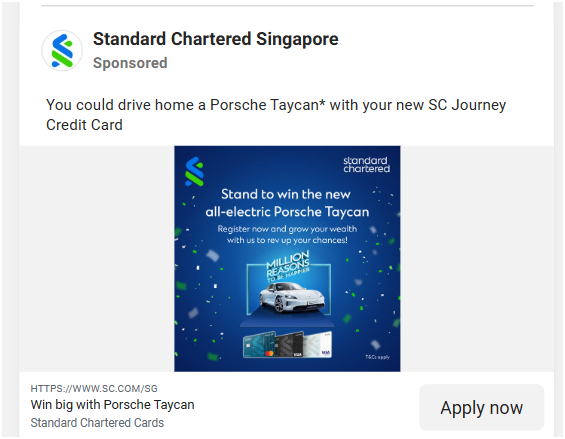 Standard Chartered Singapore
Sponsored
You could drive home a Porsche Taycan* with your new SC Journey
Credit Card
standard
chartered
Stand to win the new
all-electric Porsche Taycan
Register now and grow your wealth
with us to rev up your chances!
MILLION
REASONS
TO BE HAPPIER
VISA
VISA
T&Cs apply
HTTPS://WWW.SC.COM/SG
Win big with Porsche Taycan
Standard Chartered Cards
Apply now